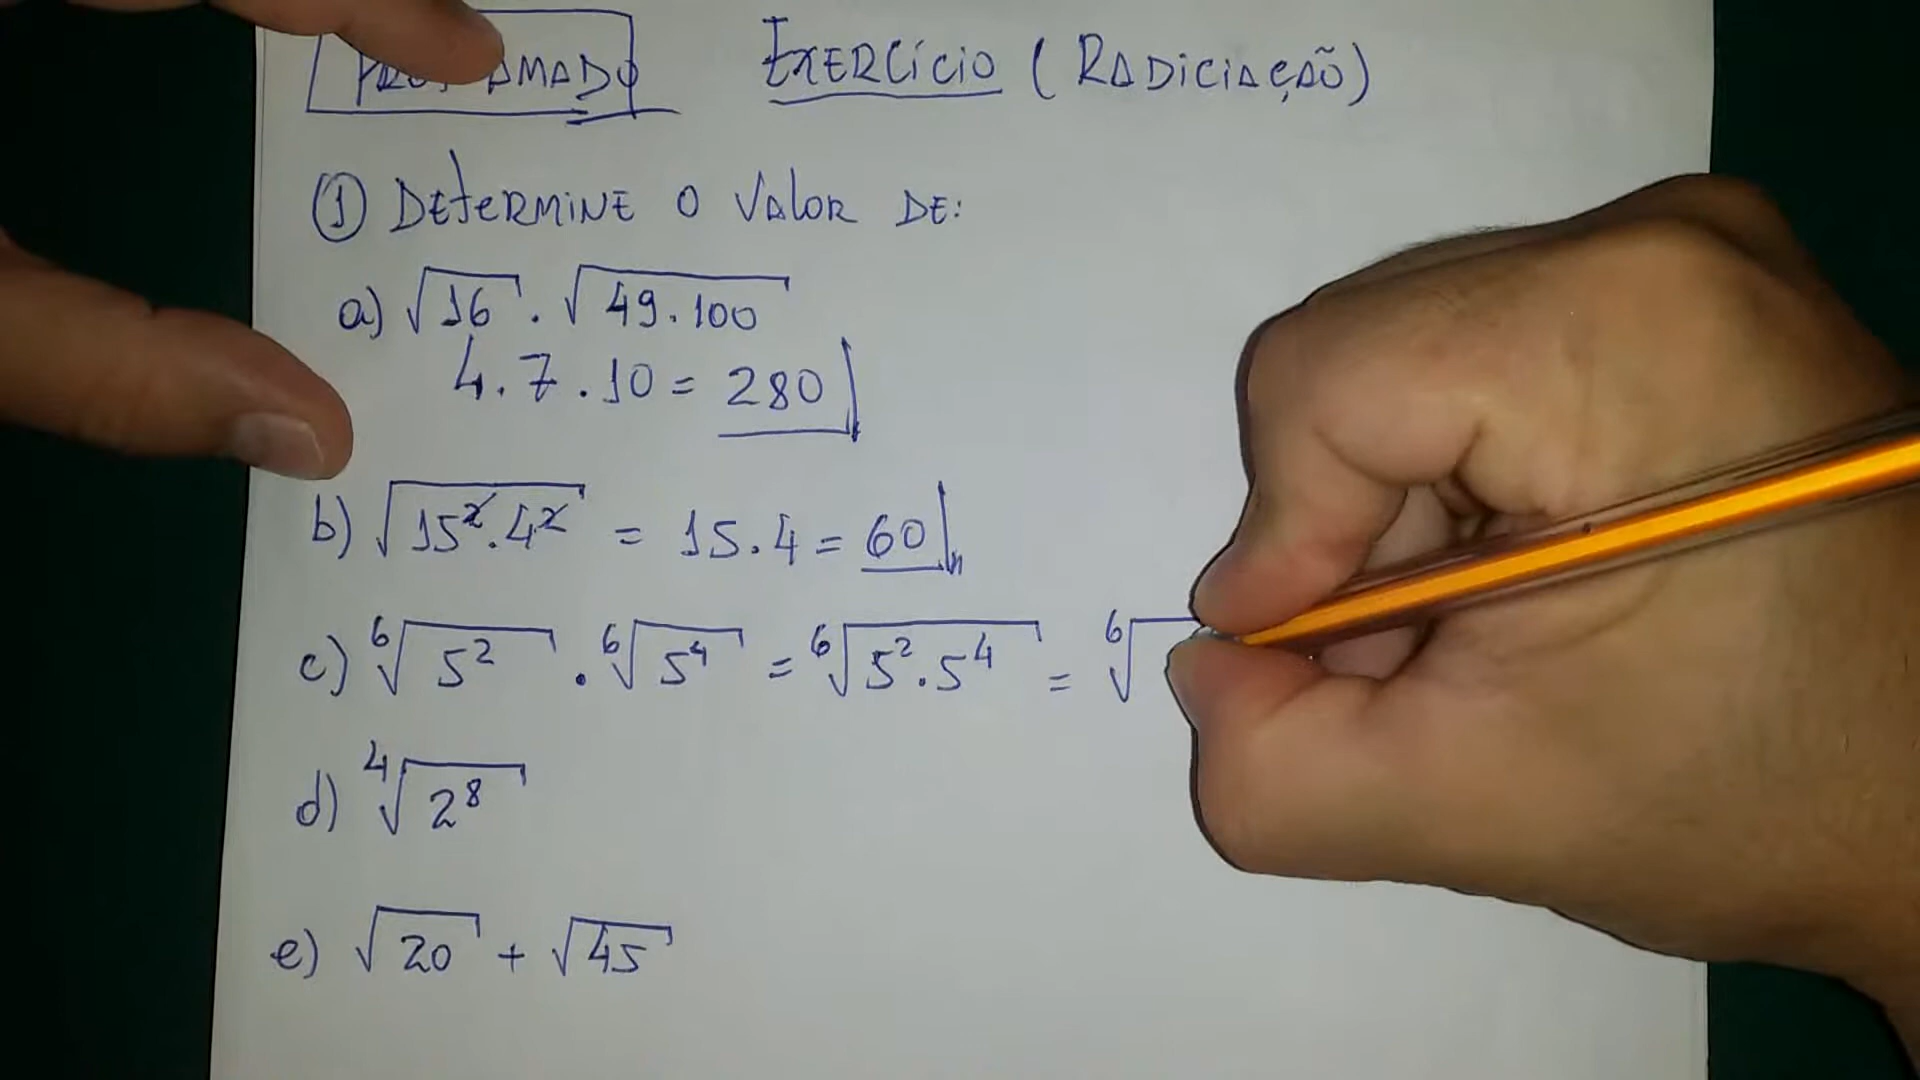 AMADO
EXERCÍCIO (RADICIAÇÃO)
① DETERMINE O VALOR DE:
a) √16 . √49.100
4.7.10 = 280
b) √15².4² = 15.4 = 60
c) ⁶√5² . ⁶√5⁴ = ⁶√5².5⁴ = ⁶√
d) ⁴√2⁸
e) √20 + √45